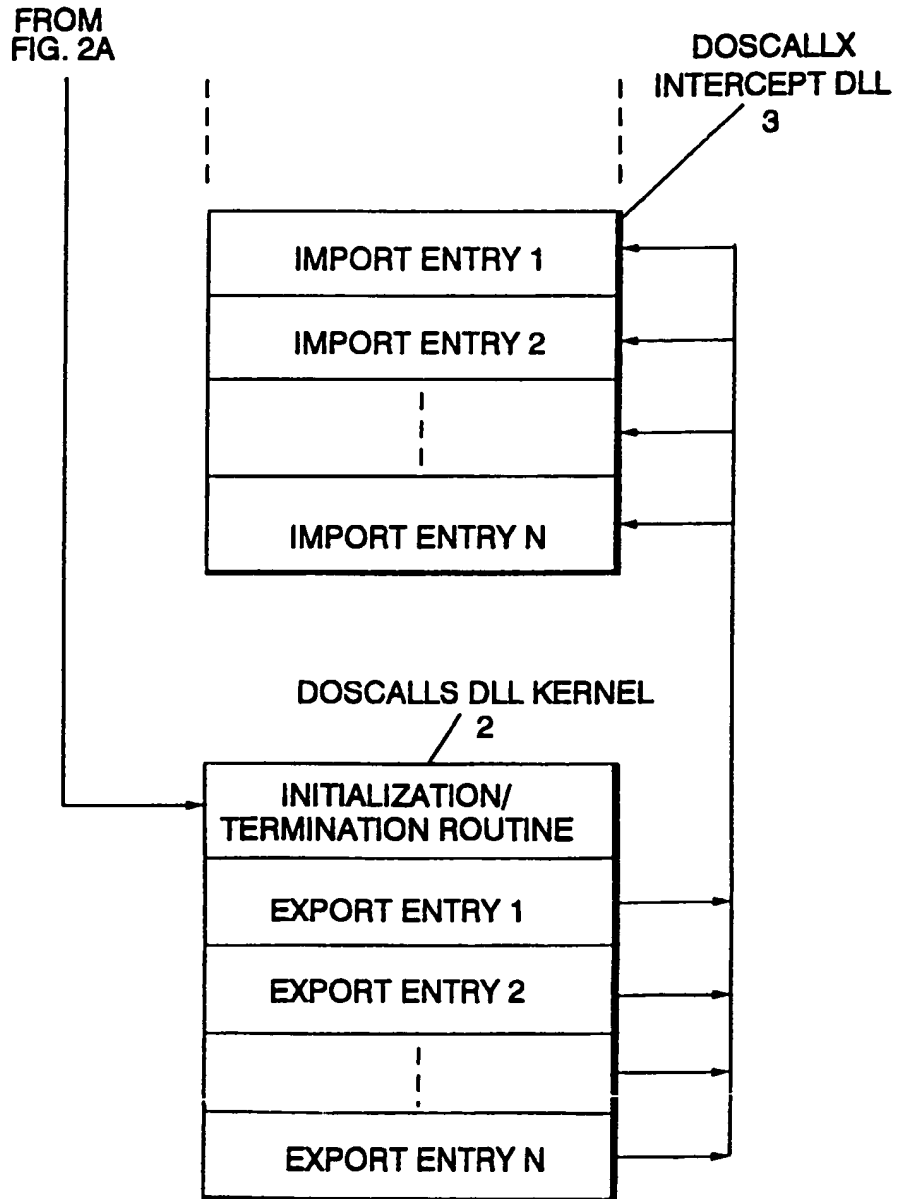 FROM
FIG. 2A
DOSCALLX
INTERCEPT DLL
3
IMPORT ENTRY 1
IMPORT ENTRY 2
IMPORT ENTRY N
DOSCALLS DLL KERNEL
2
INITIALIZATION/
TERMINATION ROUTINE
EXPORT ENTRY 1
EXPORT ENTRY 2
EXPORT ENTRY N